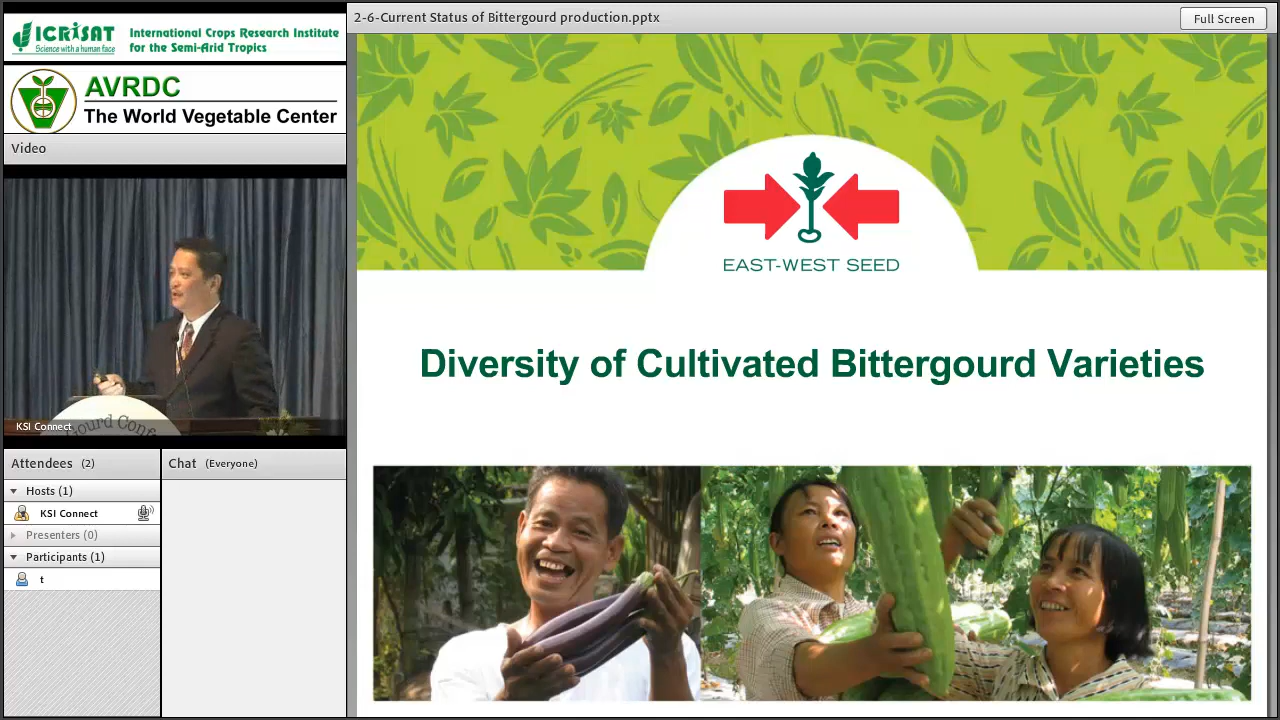 2-6-Current Status of Bittergourd production.pptx
Full Screen
ICRISAT
Science with a human face
International Crops Research Institute
for the Semi-Arid Tropics
AVRDC
The World Vegetable Center
Video
KSI Connect
Gourd Conf
Attendees (2)
Chat (Everyone)
Hosts (1)
KSI Connect
Presenters (0)
Participants (1)
t
EAST-WEST SEED
Diversity of Cultivated Bittergourd Varieties